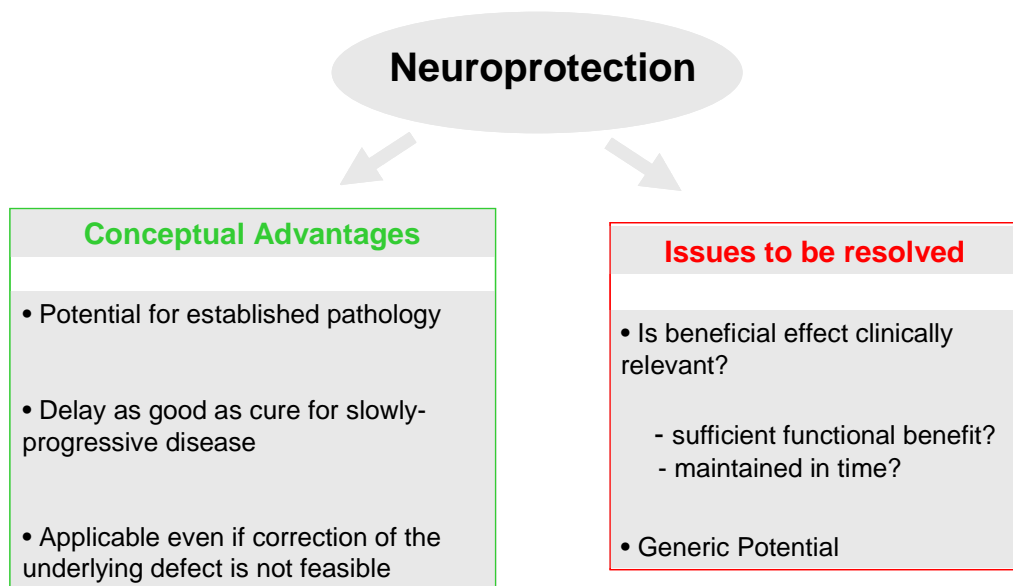 Neuroprotection
Conceptual Advantages
• Potential for established pathology
• Delay as good as cure for slowly-
progressive disease
• Applicable even if correction of the
underlying defect is not feasible
Issues to be resolved
• Is beneficial effect clinically
relevant?
- sufficient functional benefit?
- maintained in time?
• Generic Potential